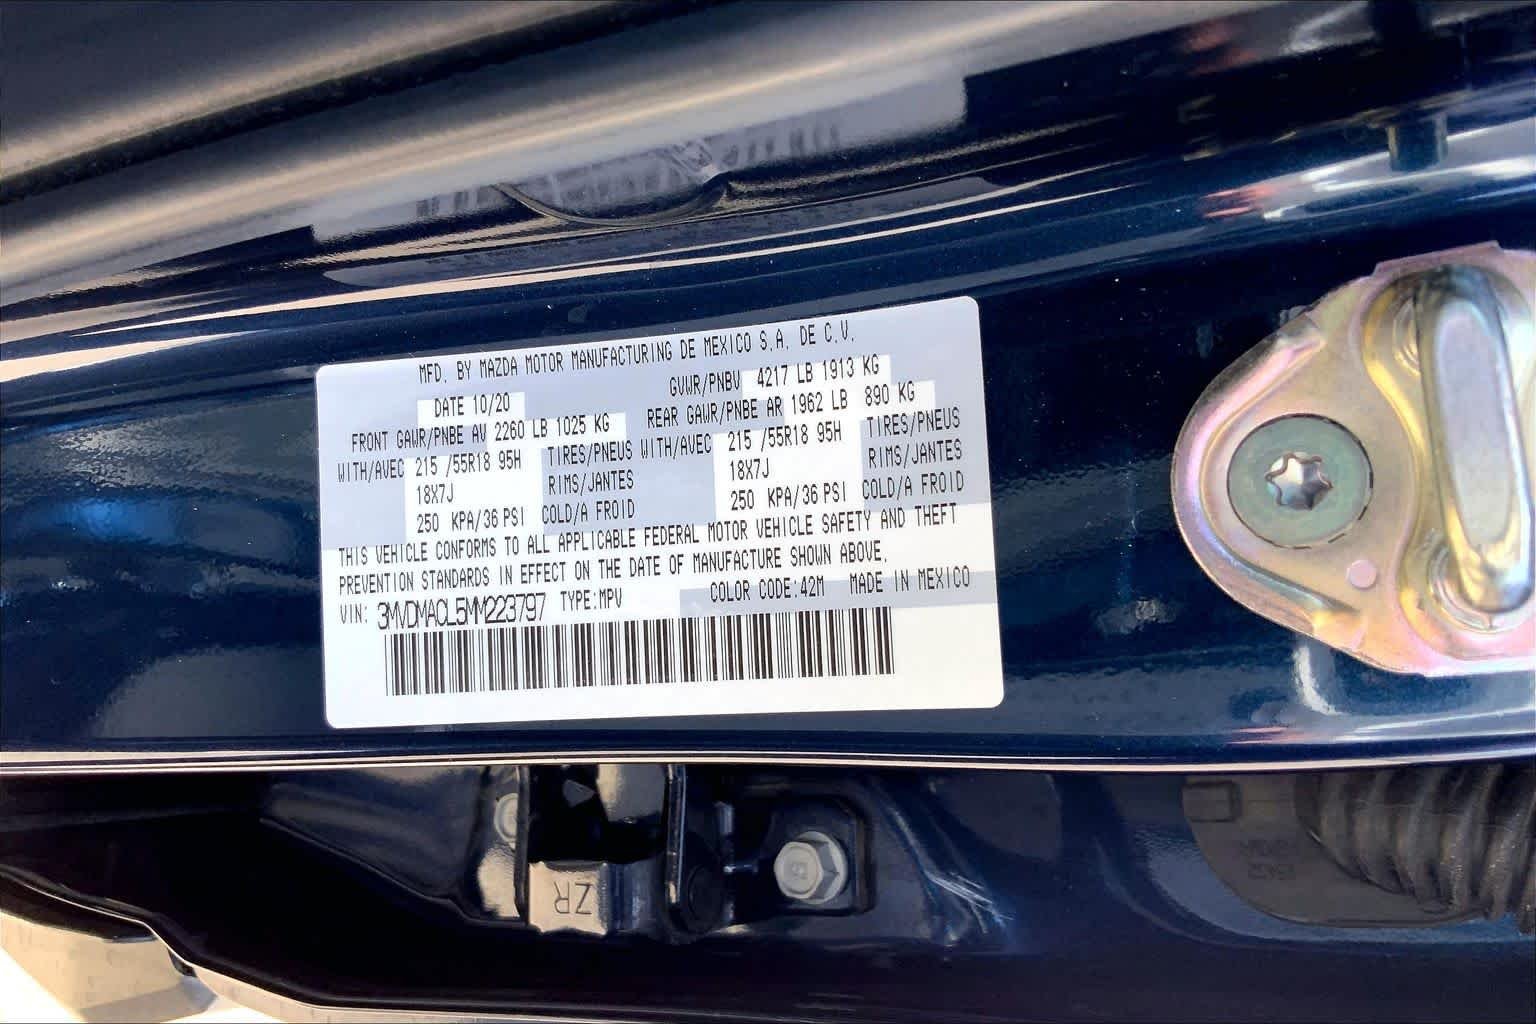 MFD. BY MAZDA MOTOR MANUFACTURING DE MEXICO S.A. DE C.V.
DATE 10/20 GVWR/PNBV 4217 LB 1913 KG
FRONT GAWR/PNBE AV 2260 LB 1025 KG REAR GAWR/PNBE AR 1962 LB 890 KG
WITH/AVEC 215 /55R18 95H TIRES/PNEUS WITH/AVEC 215 /55R18 95H TIRES/PNEUS
18X7J RIMS/JANTES 18X7J RIMS/JANTES
250 KPA/36 PSI COLD/A FROID 250 KPA/36 PSI COLD/A FROID
THIS VEHICLE CONFORMS TO ALL APPLICABLE FEDERAL MOTOR VEHICLE SAFETY AND THEFT
PREVENTION STANDARDS IN EFFECT ON THE DATE OF MANUFACTURE SHOWN ABOVE.
VIN: 3MVDMACL5MM223797 TYPE:MPV COLOR CODE:42M MADE IN MEXICO
ZR